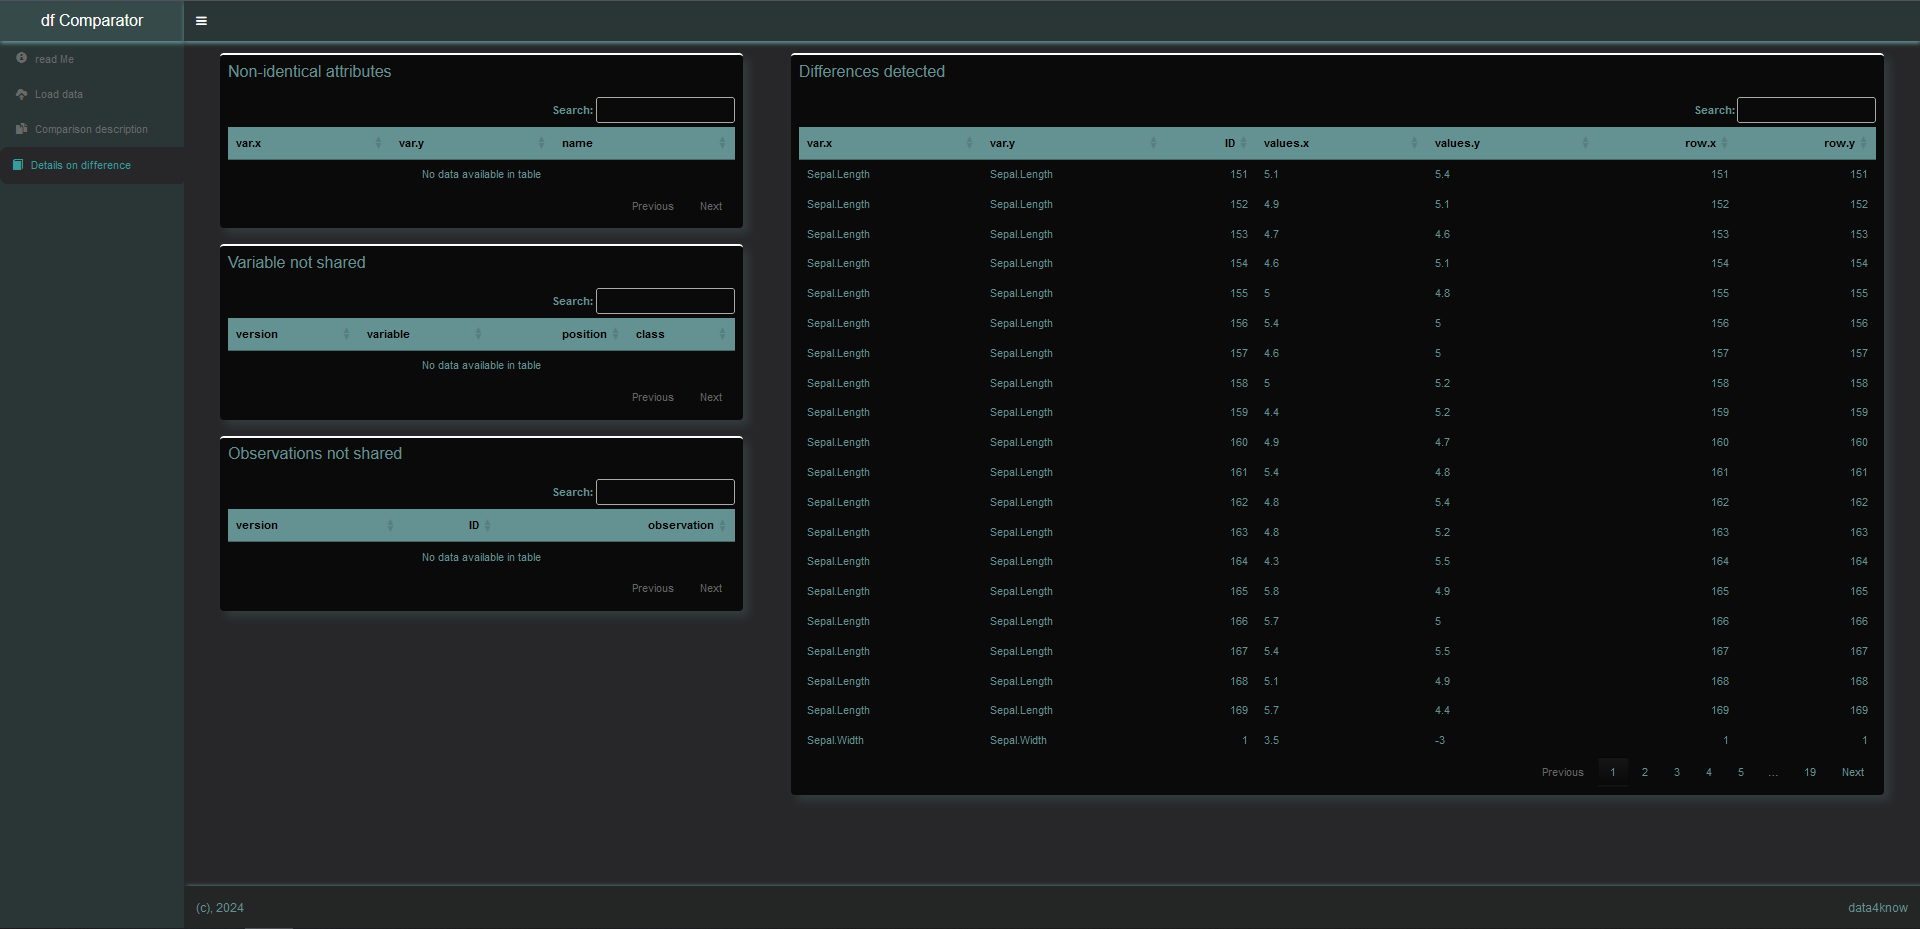 df Comparator
read Me
Load data
Comparison description
Details on difference
Non-identical attributes
Search:
var.x var.y name
No data available in table
Previous Next
Variable not shared
Search:
version variable position class
No data available in table
Previous Next
Observations not shared
Search:
version ID observation
No data available in table
Previous Next
Differences detected
Search:
var.x var.y ID values.x values.y row.x row.y
Sepal.Length Sepal.Length 151 5.1 5.4 151 151
Sepal.Length Sepal.Length 152 4.9 5.1 152 152
Sepal.Length Sepal.Length 153 4.7 4.6 153 153
Sepal.Length Sepal.Length 154 4.6 5.1 154 154
Sepal.Length Sepal.Length 155 5 4.8 155 155
Sepal.Length Sepal.Length 156 5.4 5 156 156
Sepal.Length Sepal.Length 157 4.6 5 157 157
Sepal.Length Sepal.Length 158 5 5.2 158 158
Sepal.Length Sepal.Length 159 4.4 5.2 159 159
Sepal.Length Sepal.Length 160 4.9 4.7 160 160
Sepal.Length Sepal.Length 161 5.4 4.8 161 161
Sepal.Length Sepal.Length 162 4.8 5.4 162 162
Sepal.Length Sepal.Length 163 4.8 5.2 163 163
Sepal.Length Sepal.Length 164 4.3 5.5 164 164
Sepal.Length Sepal.Length 165 5.8 4.9 165 165
Sepal.Length Sepal.Length 166 5.7 5 166 166
Sepal.Length Sepal.Length 167 5.4 5.5 167 167
Sepal.Length Sepal.Length 168 5.1 4.9 168 168
Sepal.Length Sepal.Length 169 5.7 4.4 169 169
Sepal.Width Sepal.Width 1 3.5 -3 1 1
Previous 1 2 3 4 5 … 19 Next
(c), 2024
data4know